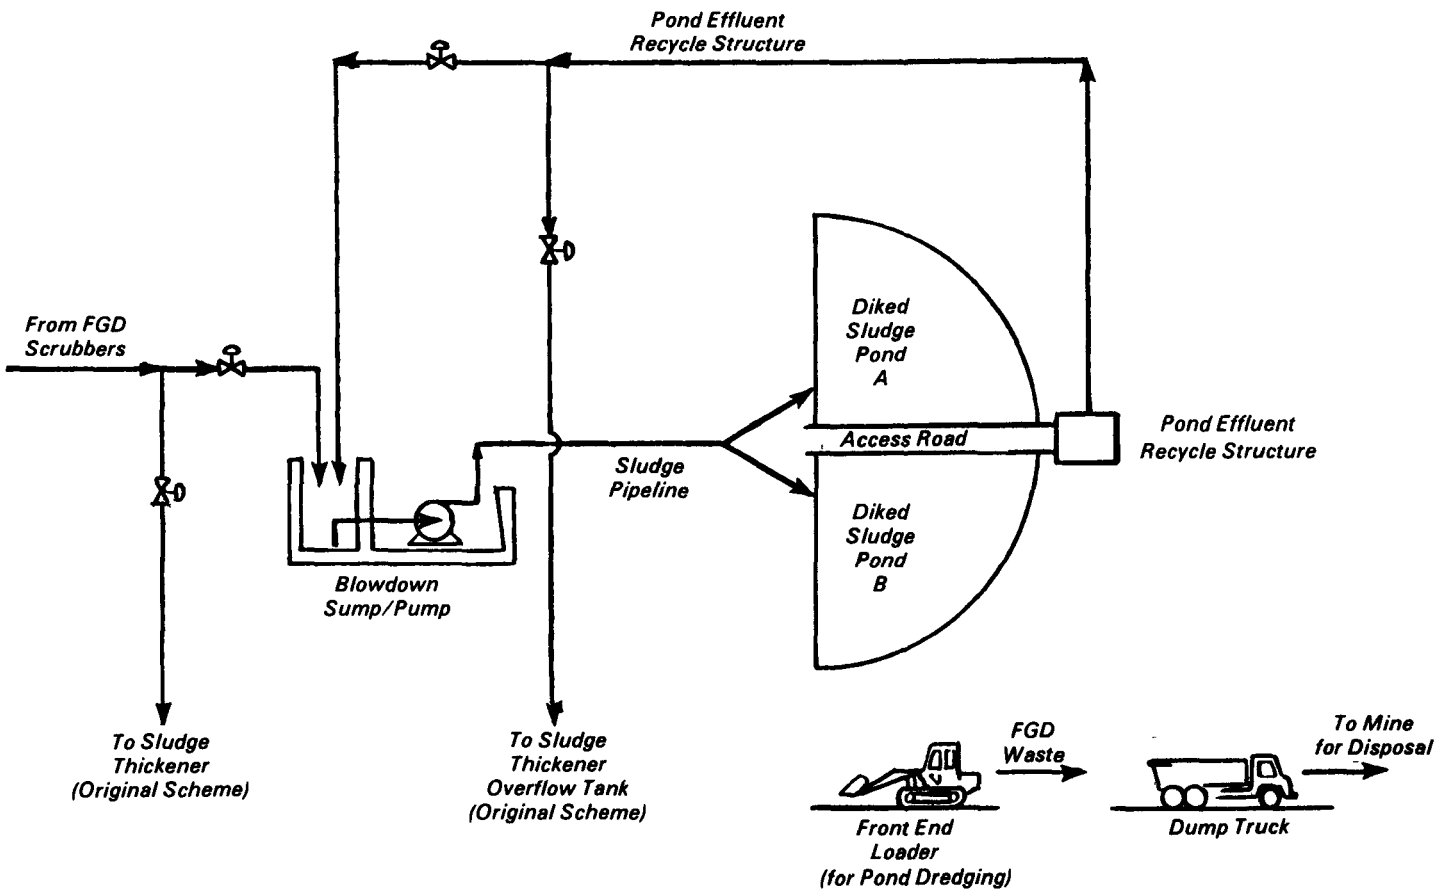 Pond Effluent
Recycle Structure
From FGD
Scrubbers
Diked
Sludge
Pond
A
Access Road
Pond Effluent
Recycle Structure
Sludge
Pipeline
Diked
Sludge
Pond
B
Blowdown
Sump/Pump
To Sludge
Thickener
(Original Scheme)
To Sludge
Thickener
Overflow Tank
(Original Scheme)
FGD
Waste
To Mine
for Disposal
Front End
Loader
(for Pond Dredging)
Dump Truck